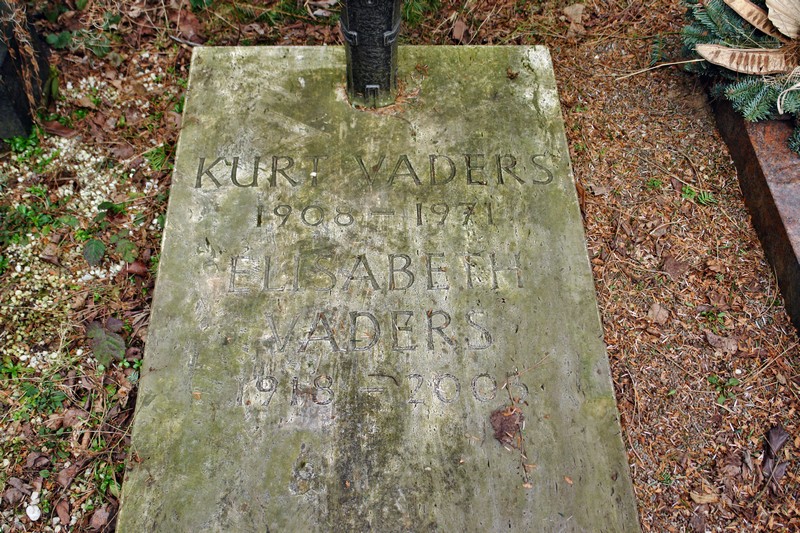 KURT VADERS
1908 – 1971
ELISABETH
VADERS
1918 – 2006